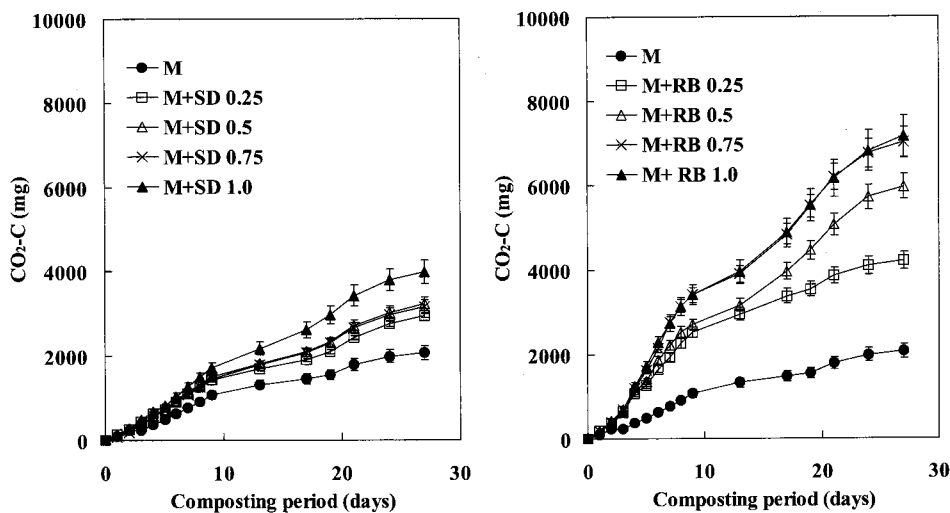 10000
8000
6000
4000
2000
0
CO₂-C (mg)
M
M+SD 0.25
M+SD 0.5
M+SD 0.75
M+SD 1.0
0 10 20 30
Composting period (days)
10000
8000
6000
4000
2000
0
CO₂-C (mg)
M
M+RB 0.25
M+RB 0.5
M+RB 0.75
M+ RB 1.0
0 10 20 30
Composting period (days)